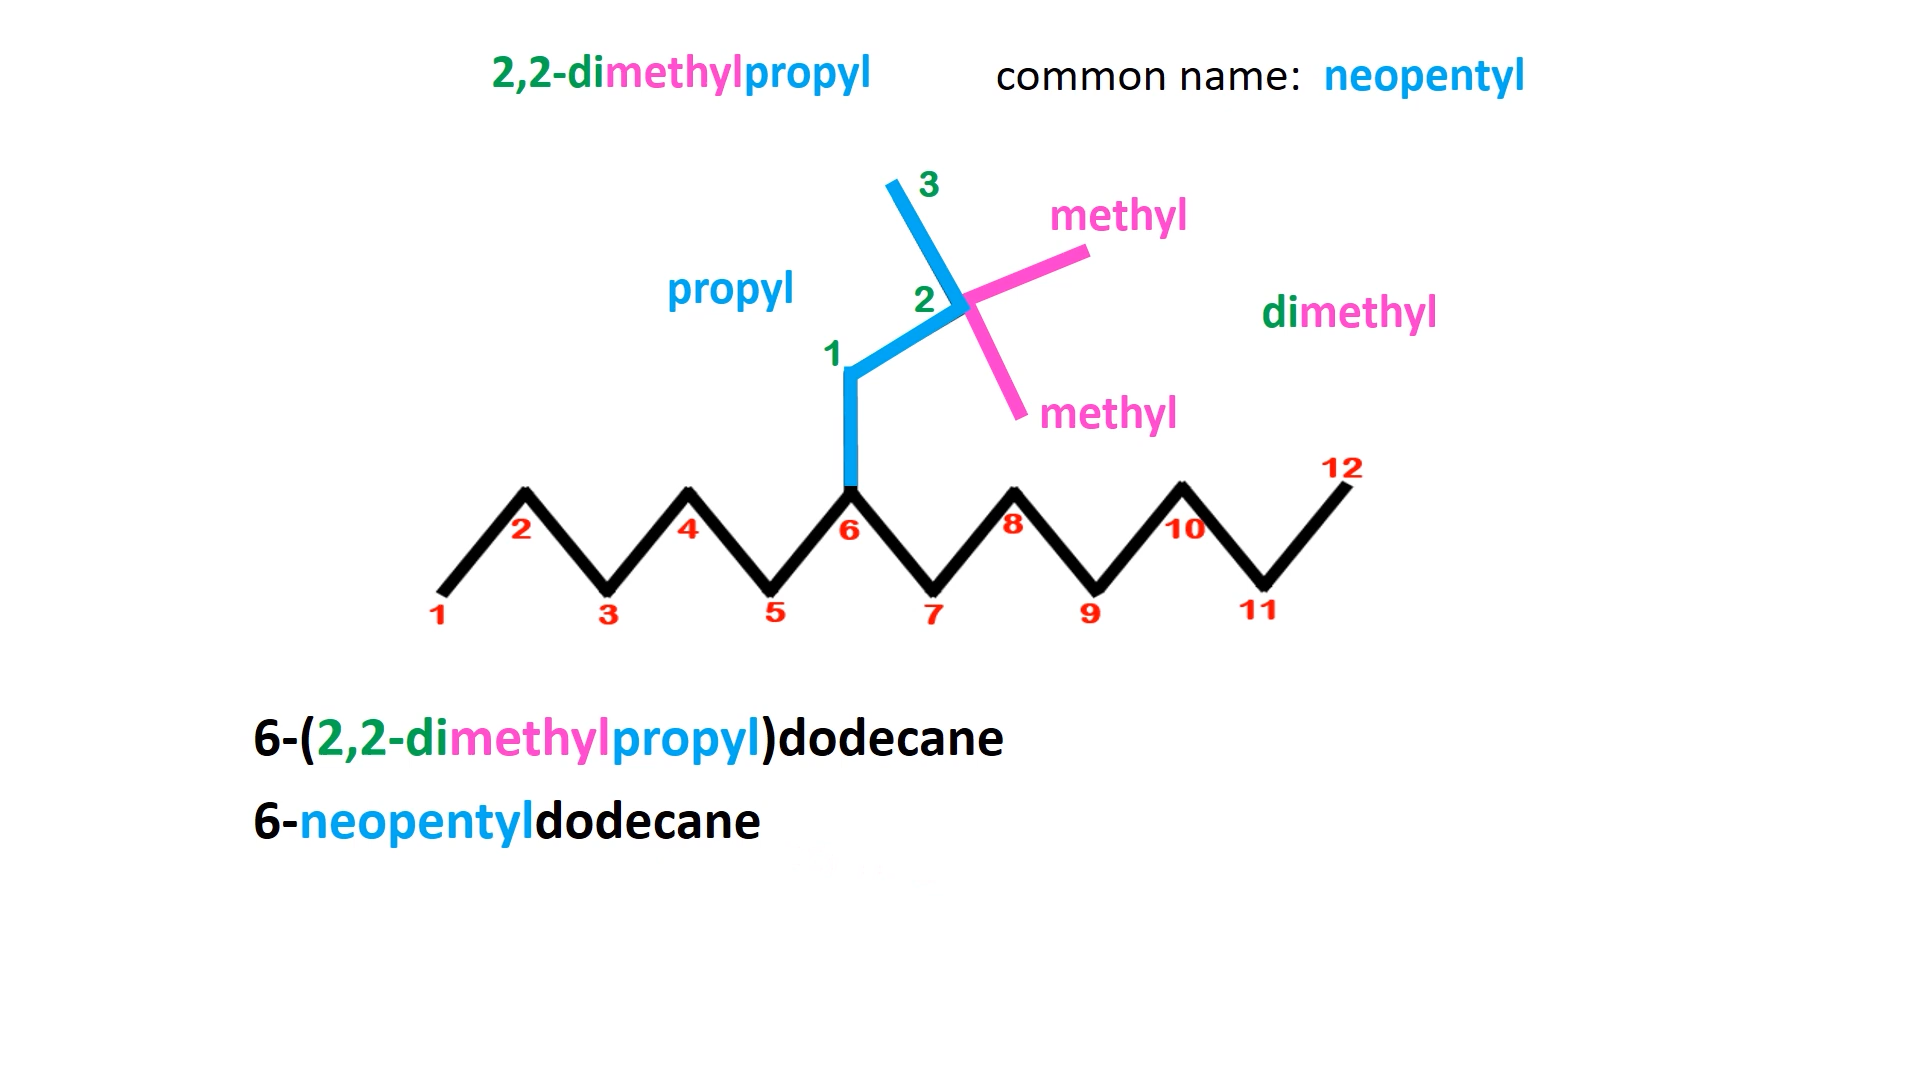 2,2-dimethylpropyl common name: neopentyl
3
methyl
propyl
2
dimethyl
1
methyl
12
2 4 6 8 10
1 3 5 7 9 11
6-(2,2-dimethylpropyl)dodecane
6-neopentyldodecane